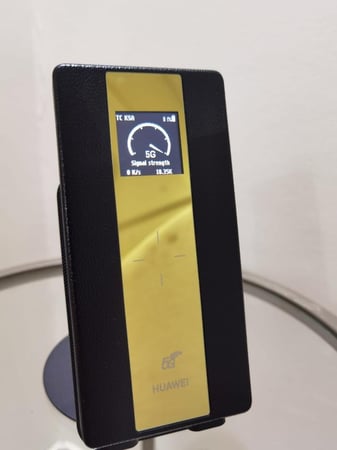 TC KSA
5G
Signal strength
0 K/s 18.35K
5G
HUAWEI